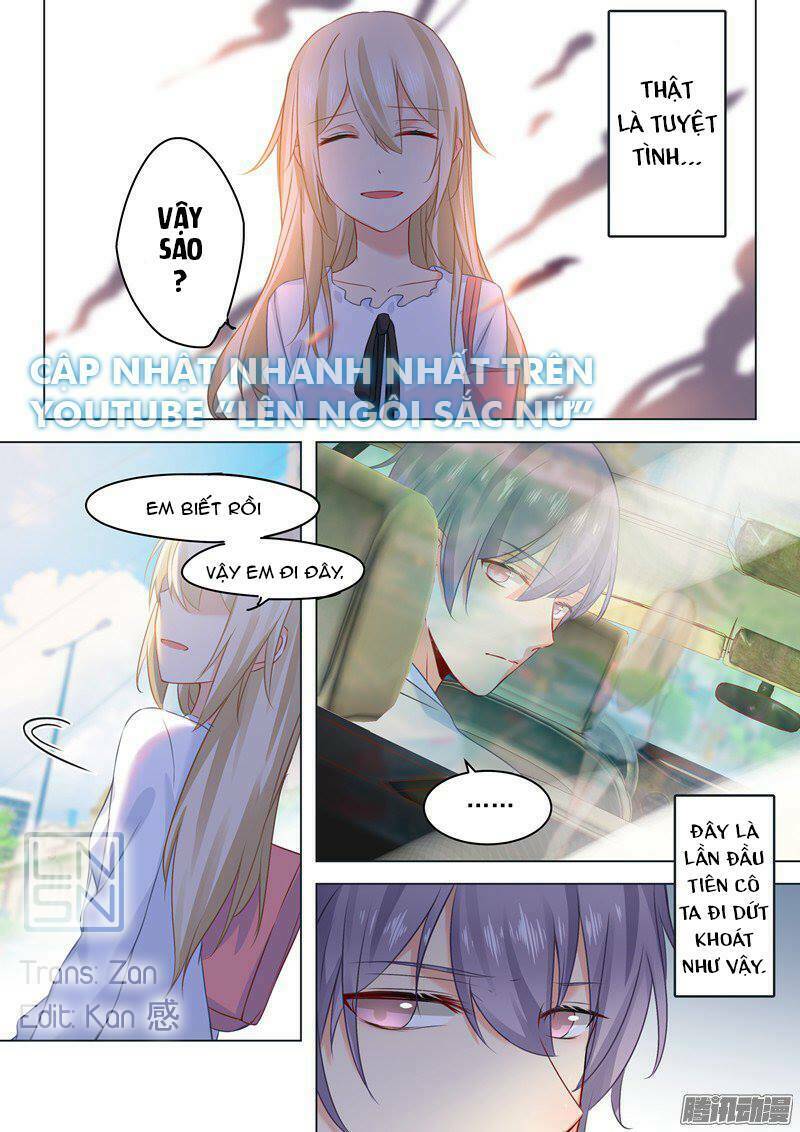 THẬT
LÀ TUYỆT
TÌNH...
VẬY
SAO
?
CẬP NHẬT NHANH NHẤT TRÊN
YOUTUBE “LÊN NGÔI SẮC NỮ”
EM BIẾT RỒI
VẬY EM ĐI ĐÂY.
......
ĐÂY LÀ
LẦN ĐẦU
TIÊN CÔ
TA ĐI DỨT
KHOÁT
NHƯ VẬY.
LN
SN
Trans: Zan
Edit: Kan 感
腾讯动漫